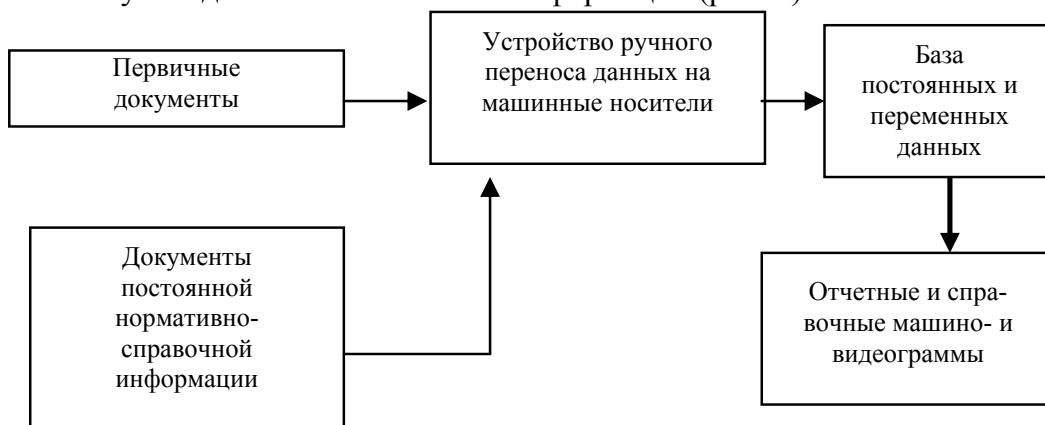 Первичные
документы
Устройство ручного
переноса данных на
машинные носители
База
постоянных и
переменных
данных
Документы
постоянной
нормативно-
справочной
информации
Отчетные и спра-
вочные машино- и
видеограммы